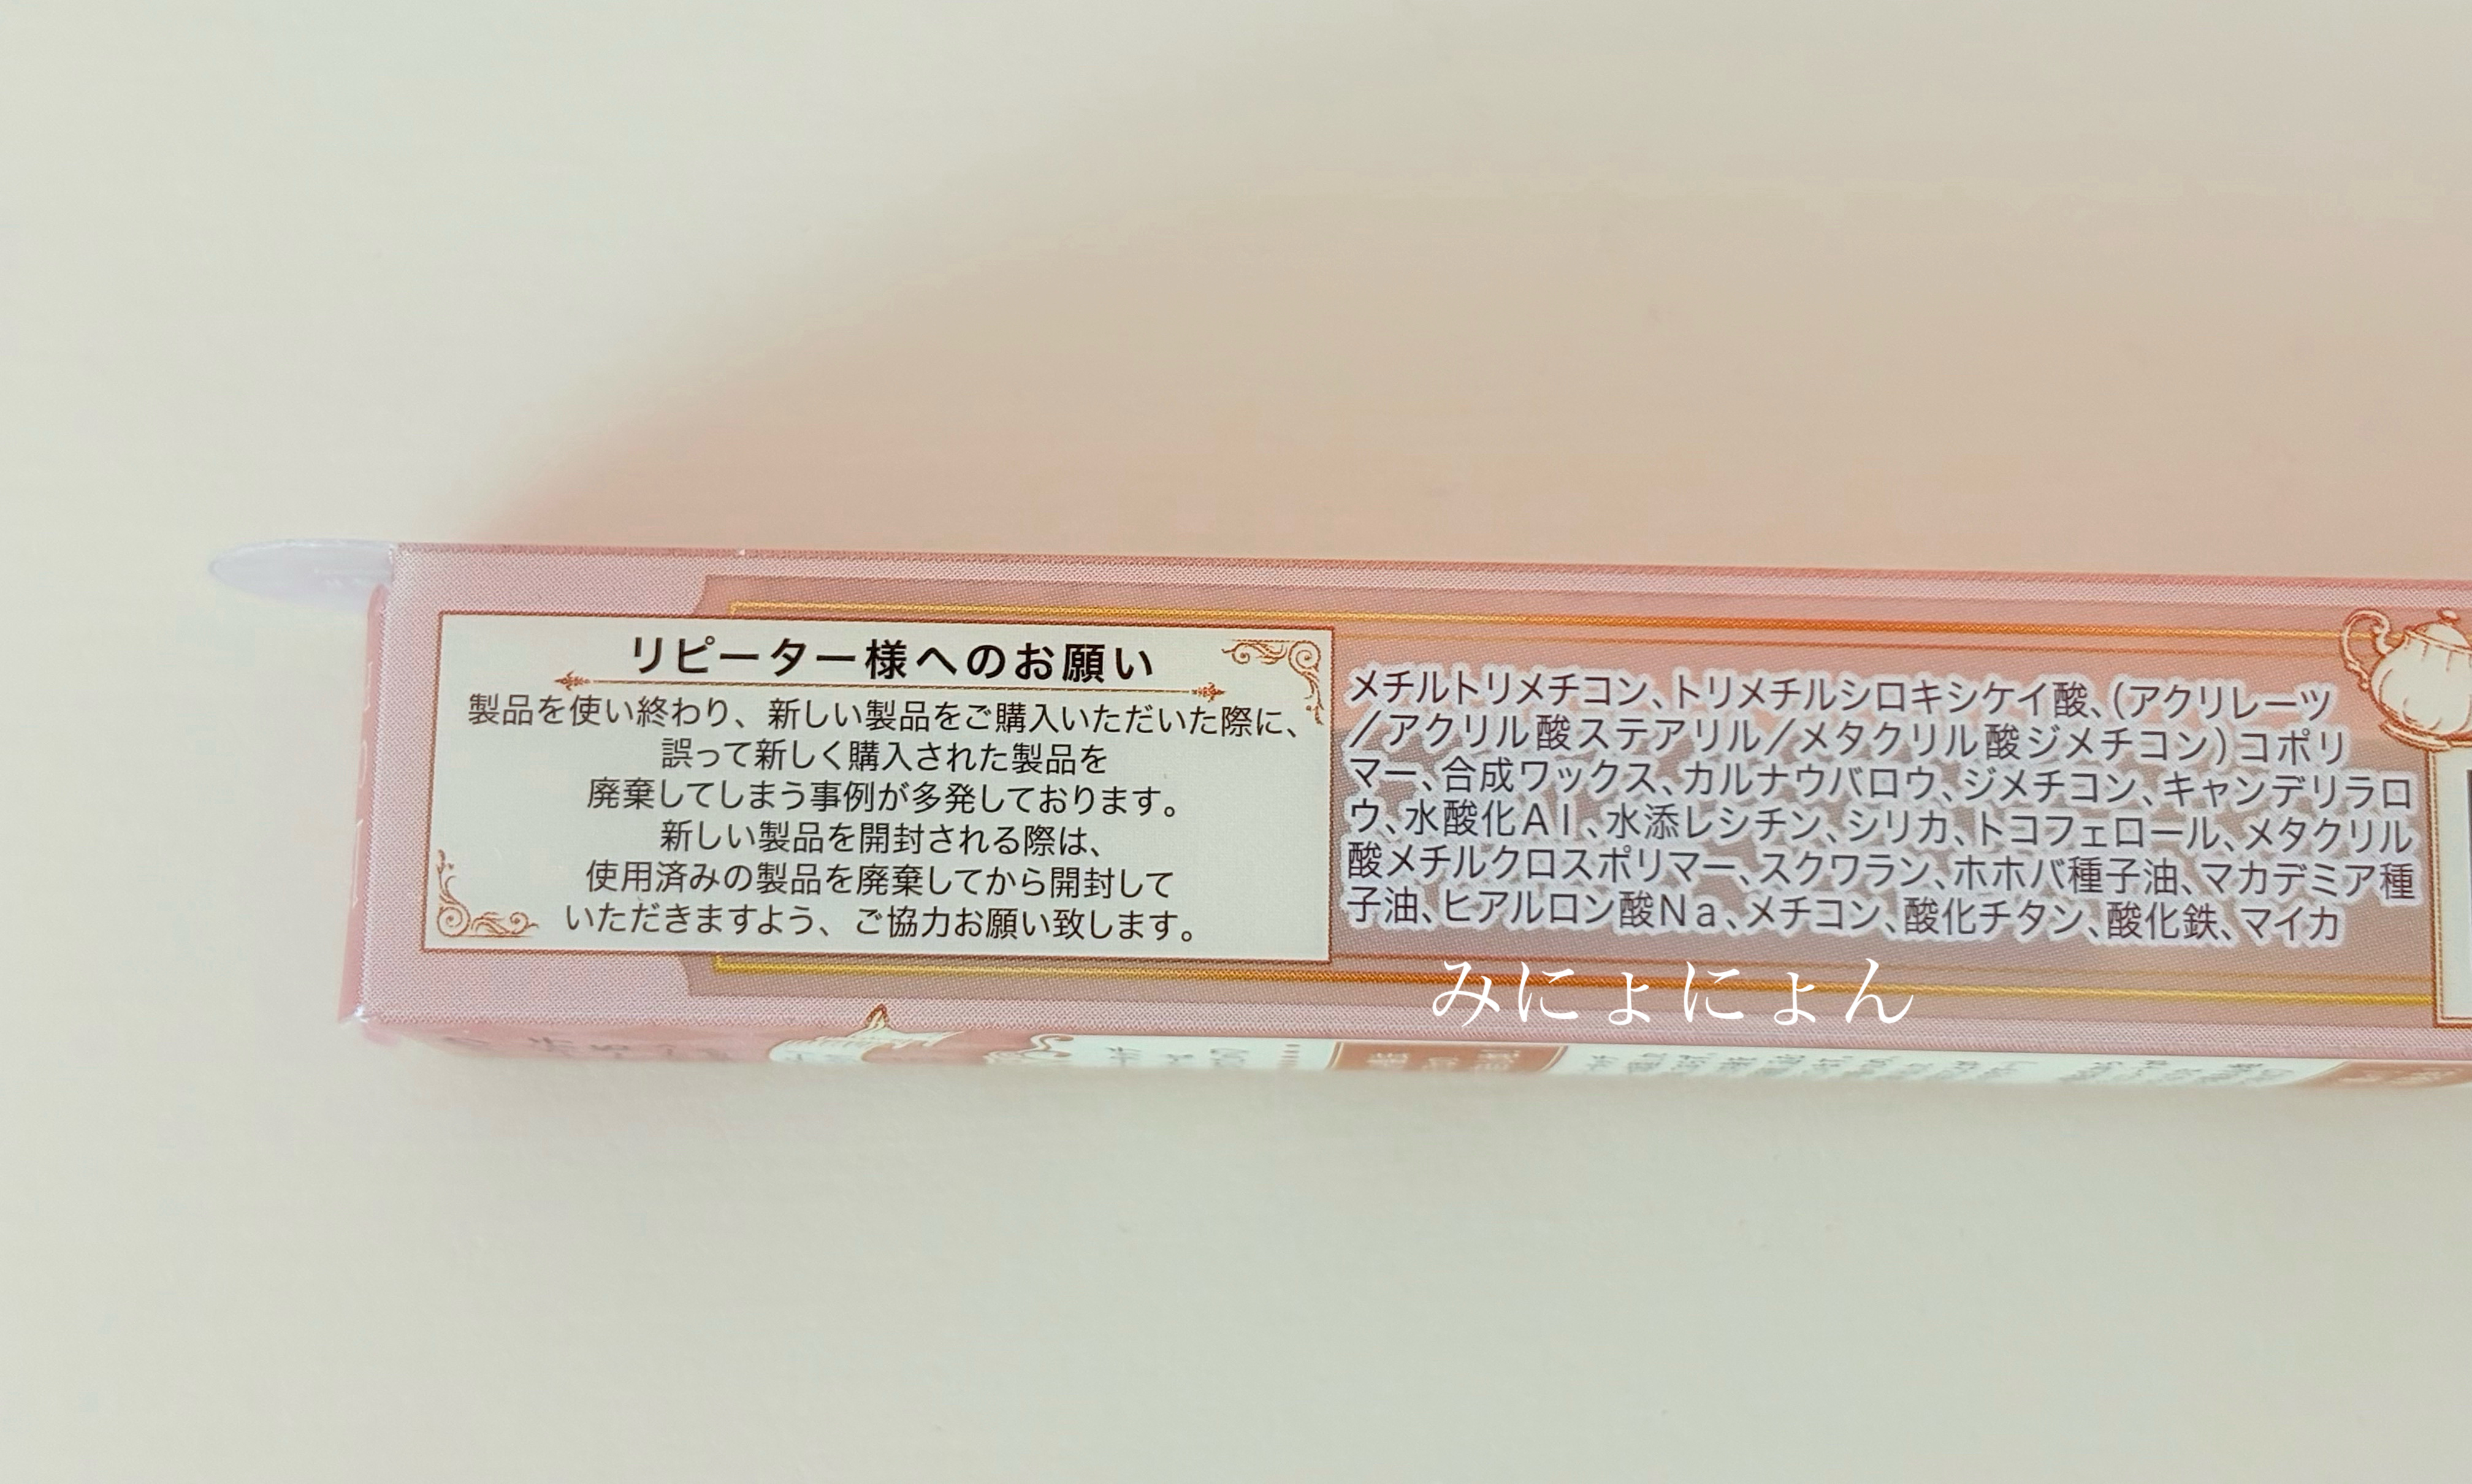 リピーター様へのお願い
製品を使い終わり、新しい製品をご購入いただいた際に、
誤って新しく購入された製品を
廃棄してしまう事例が多発しております。
新しい製品を開封される際は、
使用済みの製品を廃棄してから開封して
いただきますよう、ご協力お願い致します。
メチルトリメチコン、トリメチルシロキシケイ酸、(アクリレーツ
/アクリル酸ステアリル/メタクリル酸ジメチコン)コポリ
マー、合成ワックス、カルナウバロウ、ジメチコン、キャンデリラロ
ウ、水酸化Al、水添レシチン、シリカ、トコフェロール、メタクリル
酸メチルクロスポリマー、スクワラン、ホホバ種子油、マカデミア種
子油、ヒアルロン酸Na、メチコン、酸化チタン、酸化鉄、マイカ
みにょにょん